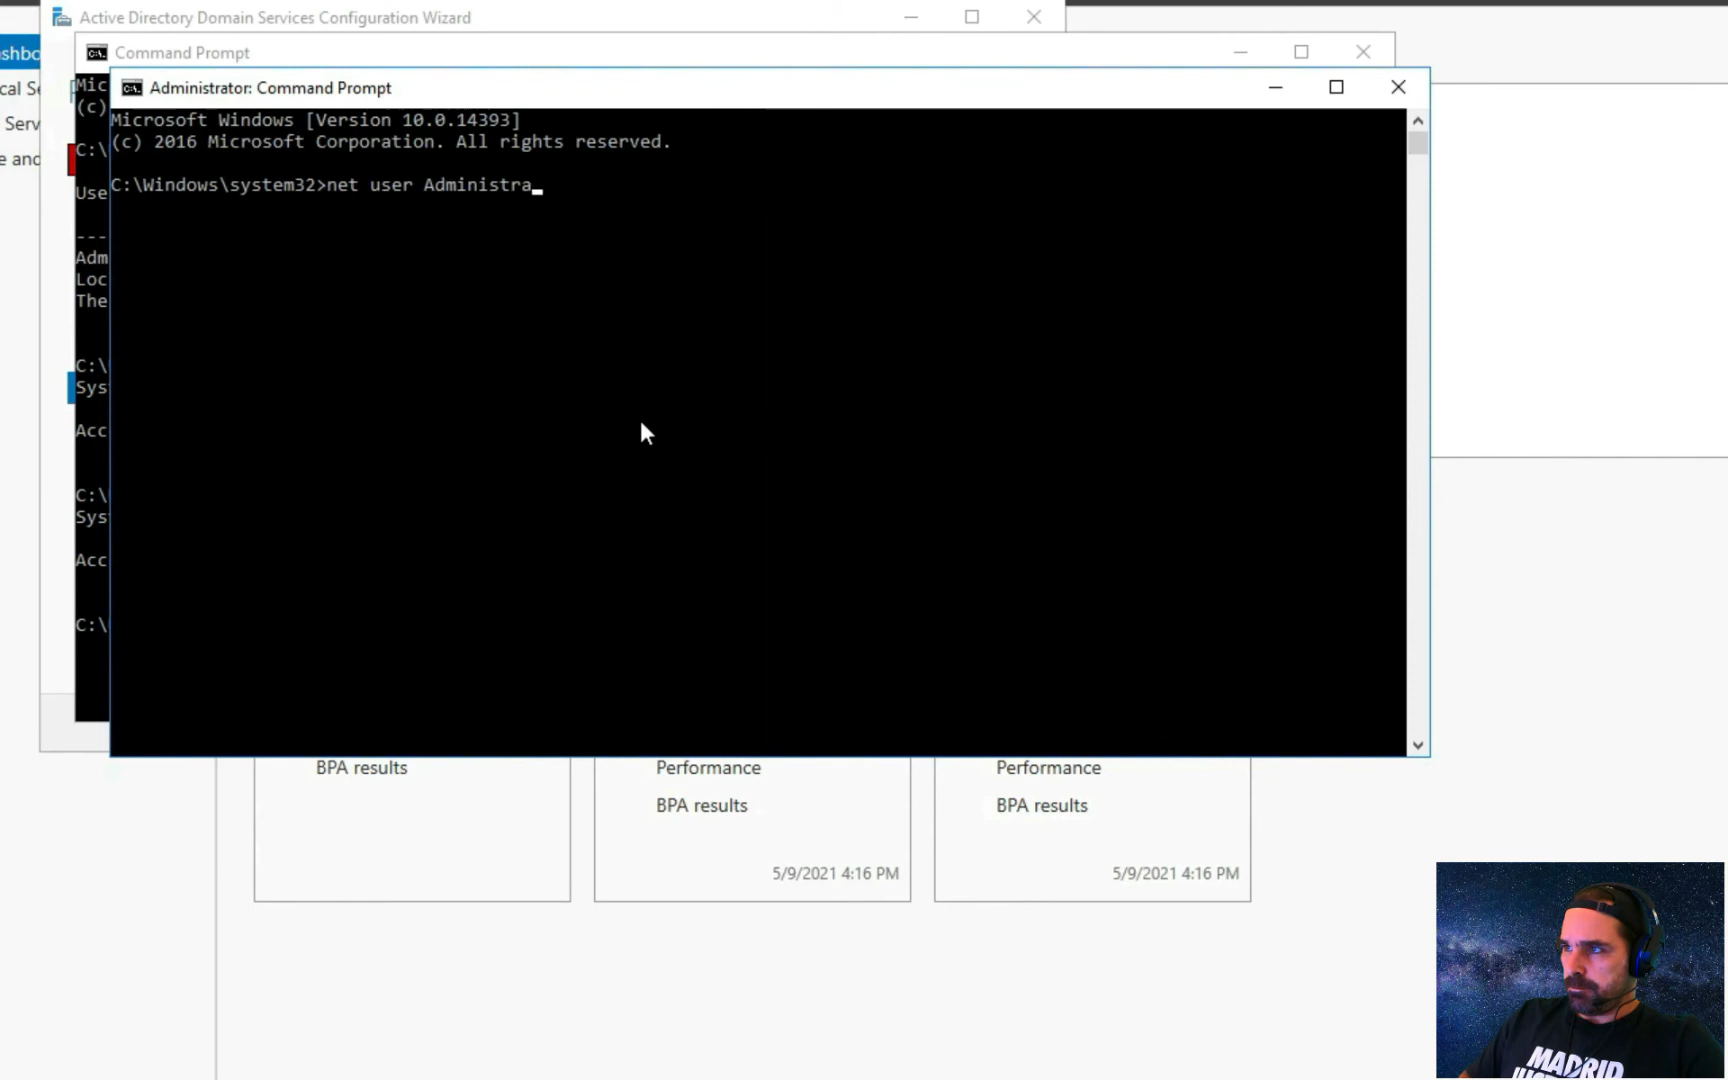 Active Directory Domain Services Configuration Wizard
Command Prompt
Administrator: Command Prompt
Microsoft Windows [Version 10.0.14393]
(c) 2016 Microsoft Corporation. All rights reserved.
C:\Windows\system32>net user Administra
shbo
cal Se
Serv
e and
Mic
(c)
C:\
Use
---
Adm
Loc
The
C:\
Sys
Acc
C:\
Sys
Acc
C:\
BPA results
Performance
BPA results
5/9/2021 4:16 PM
Performance
BPA results
5/9/2021 4:16 PM
MADRID